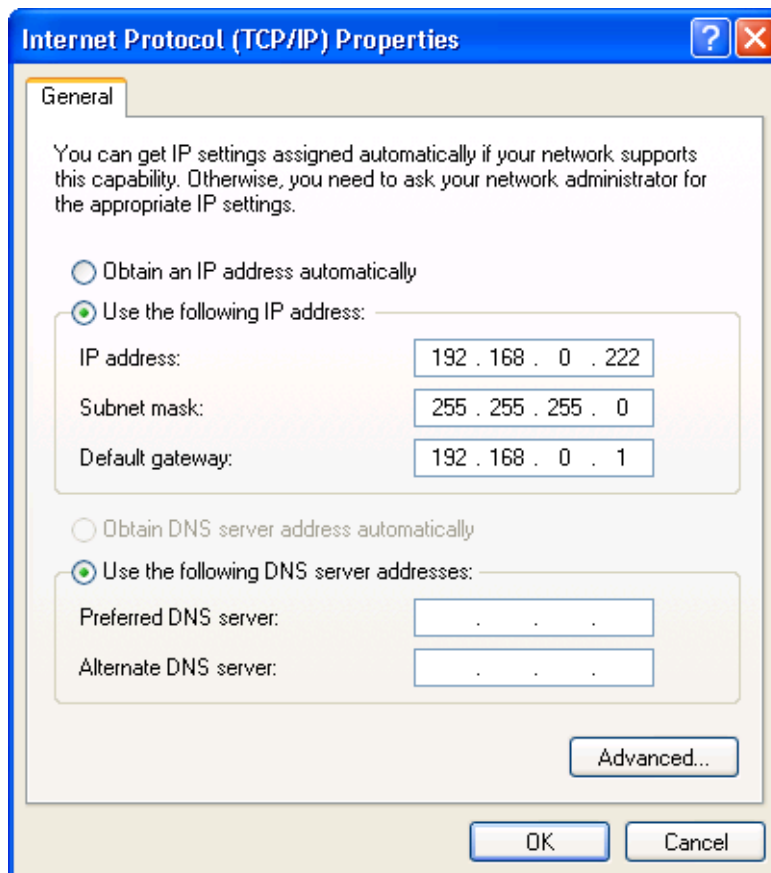 Internet Protocol (TCP/IP) Properties
General
You can get IP settings assigned automatically if your network supports
this capability. Otherwise, you need to ask your network administrator for
the appropriate IP settings.
Obtain an IP address automatically
Use the following IP address:
IP address: 192 . 168 . 0 . 222
Subnet mask: 255 . 255 . 255 . 0
Default gateway: 192 . 168 . 0 . 1
Obtain DNS server address automatically
Use the following DNS server addresses:
Preferred DNS server: . . .
Alternate DNS server: . . .
Advanced...
OK Cancel